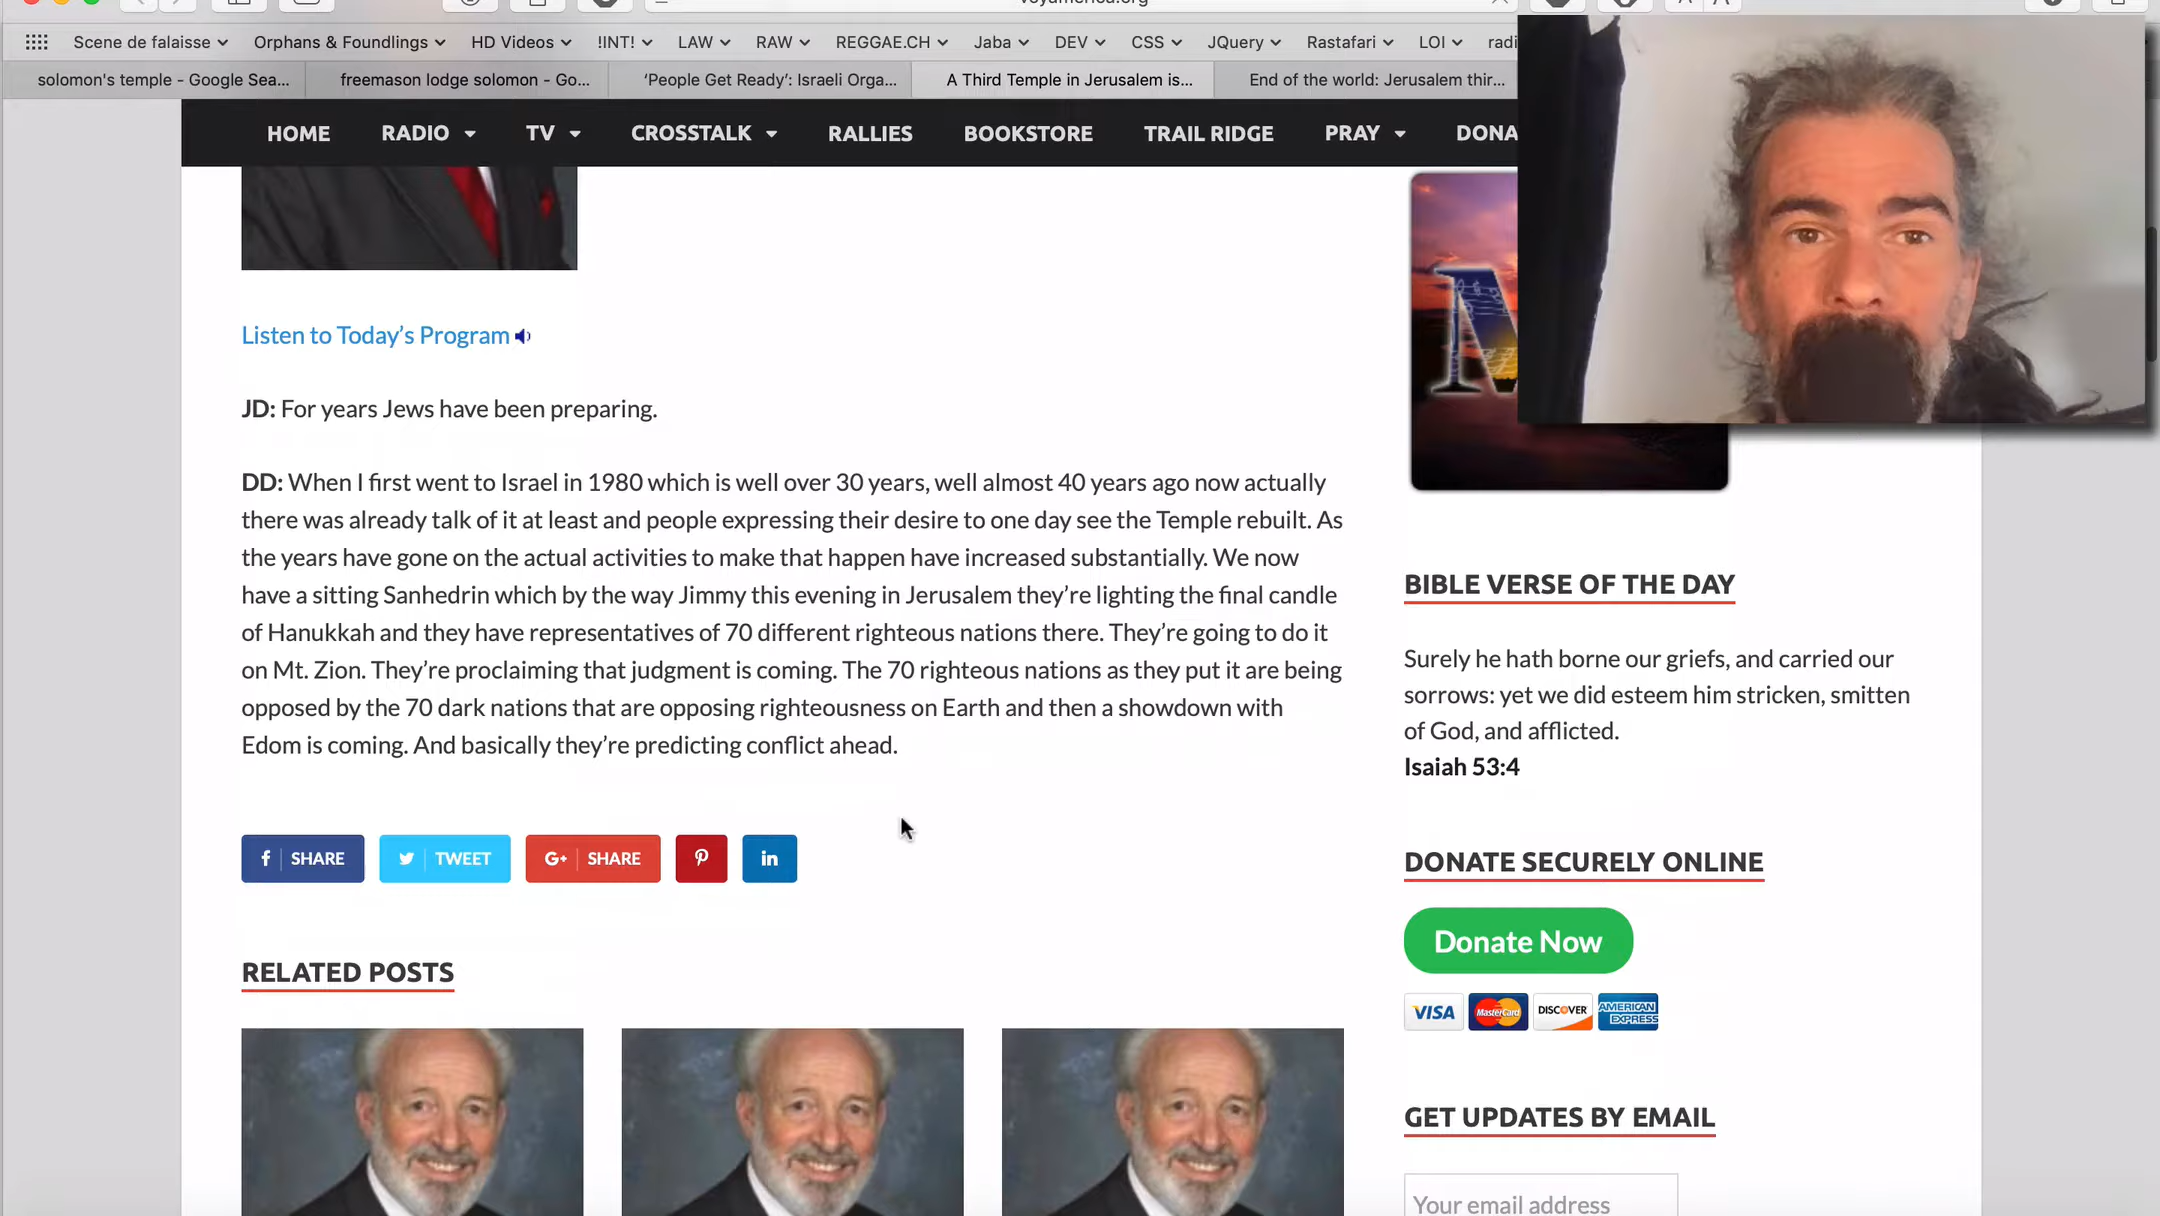 Scene de falaisse Orphans & Foundlings HD Videos !INT! LAW RAW REGGAE.CH Jaba DEV CSS JQuery Rastafari LOI
solomon's temple - Google Sea... freemason lodge solomon - Go... 'People Get Ready': Israeli Orga... A Third Temple in Jerusalem is... End of the world: Jerusalem thir...
HOME RADIO TV CROSSTALK RALLIES BOOKSTORE TRAIL RIDGE PRAY
Listen to Today's Program
JD: For years Jews have been preparing.
DD: When I first went to Israel in 1980 which is well over 30 years, well almost 40 years ago now actually
there was already talk of it at least and people expressing their desire to one day see the Temple rebuilt. As
the years have gone on the actual activities to make that happen have increased substantially. We now
have a sitting Sanhedrin which by the way Jimmy this evening in Jerusalem they're lighting the final candle
of Hanukkah and they have representatives of 70 different righteous nations there. They're going to do it
on Mt. Zion. They're proclaiming that judgment is coming. The 70 righteous nations as they put it are being
opposed by the 70 dark nations that are opposing righteousness on Earth and then a showdown with
Edom is coming. And basically they're predicting conflict ahead.
f SHARE TWEET G+ SHARE in
RELATED POSTS
BIBLE VERSE OF THE DAY
Surely he hath borne our griefs, and carried our
sorrows: yet we did esteem him stricken, smitten
of God, and afflicted.
Isaiah 53:4
DONATE SECURELY ONLINE
Donate Now
VISA MasterCard DISCOVER AMERICAN EXPRESS
GET UPDATES BY EMAIL
Your email address